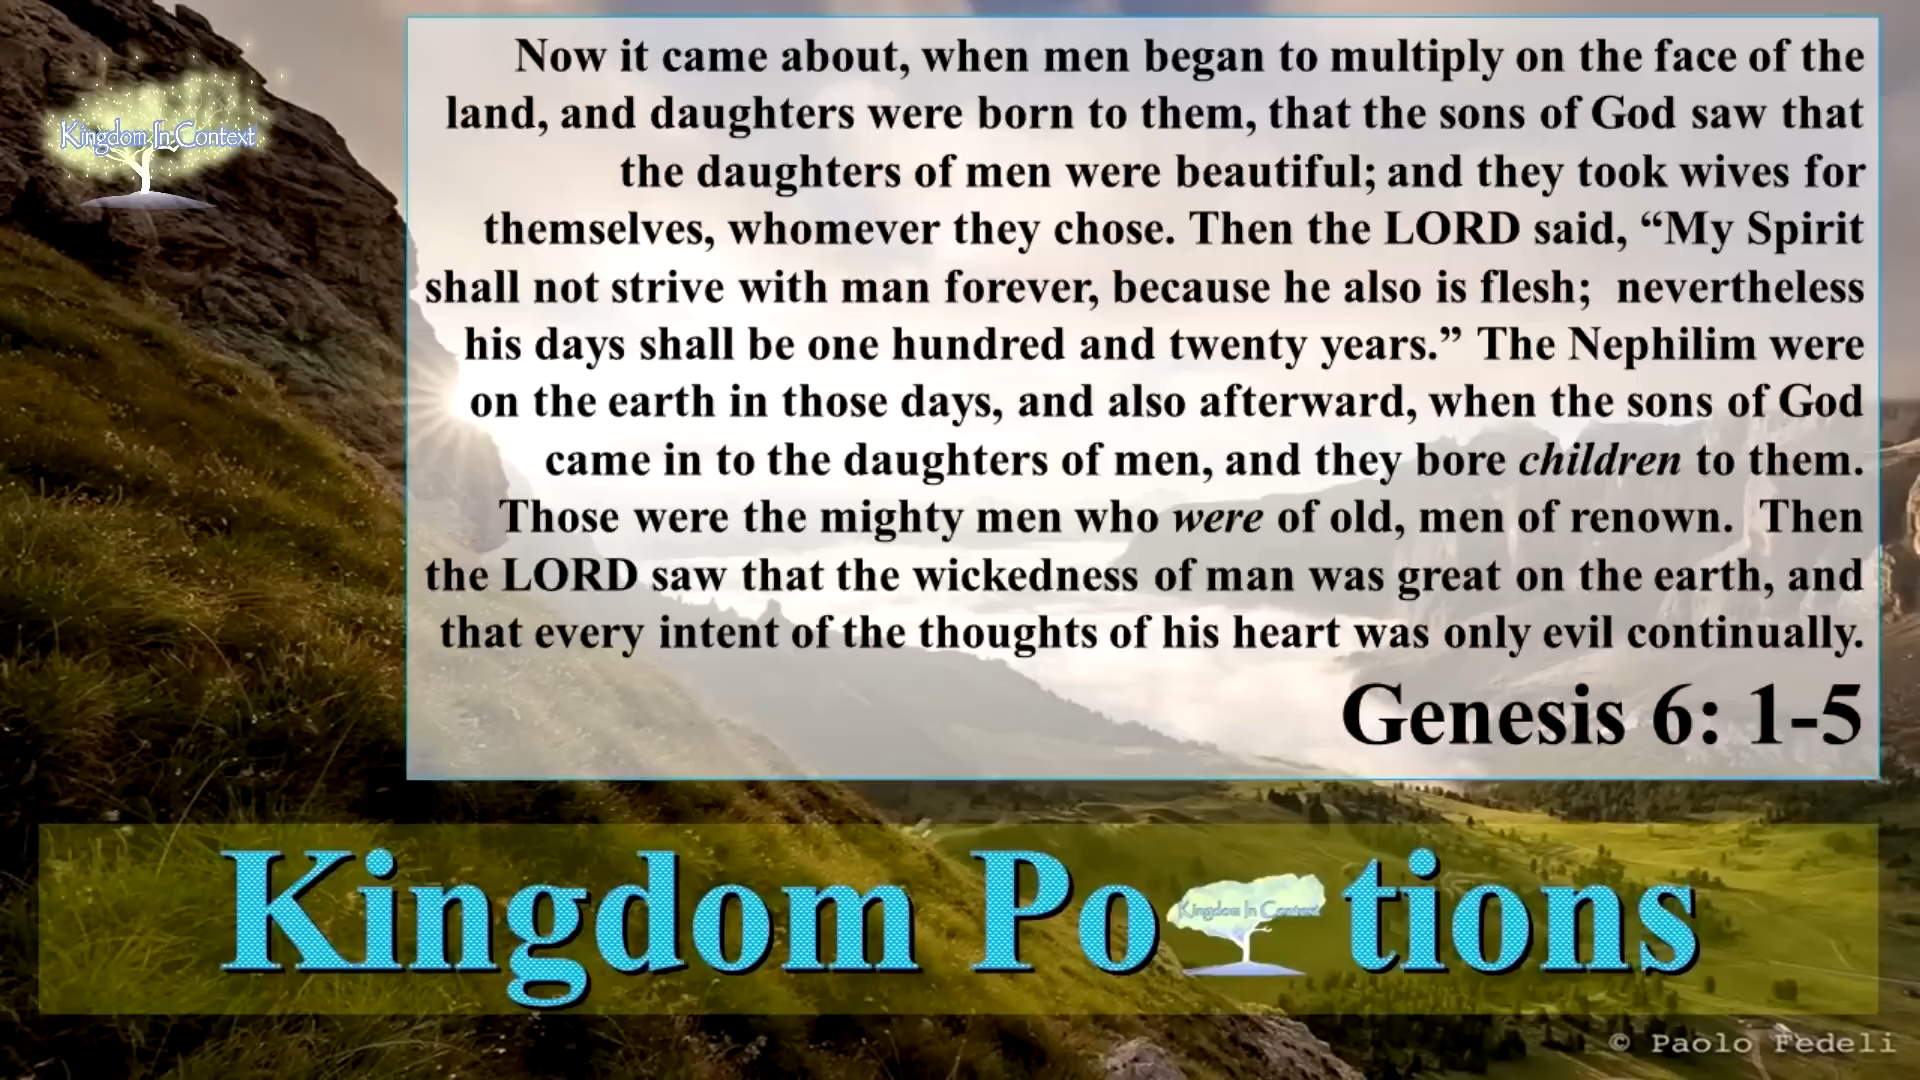 Now it came about, when men began to multiply on the face of the
land, and daughters were born to them, that the sons of God saw that
the daughters of men were beautiful; and they took wives for
themselves, whomever they chose. Then the LORD said, “My Spirit
shall not strive with man forever, because he also is flesh;  nevertheless
his days shall be one hundred and twenty years.” The Nephilim were
on the earth in those days, and also afterward, when the sons of God
came in to the daughters of men, and they bore children to them.
Those were the mighty men who were of old, men of renown.  Then
the LORD saw that the wickedness of man was great on the earth, and
that every intent of the thoughts of his heart was only evil continually.
Genesis 6: 1-5
Kingdom In Context
Kingdom Po tions
Kingdom In Context
© Paolo Fedeli